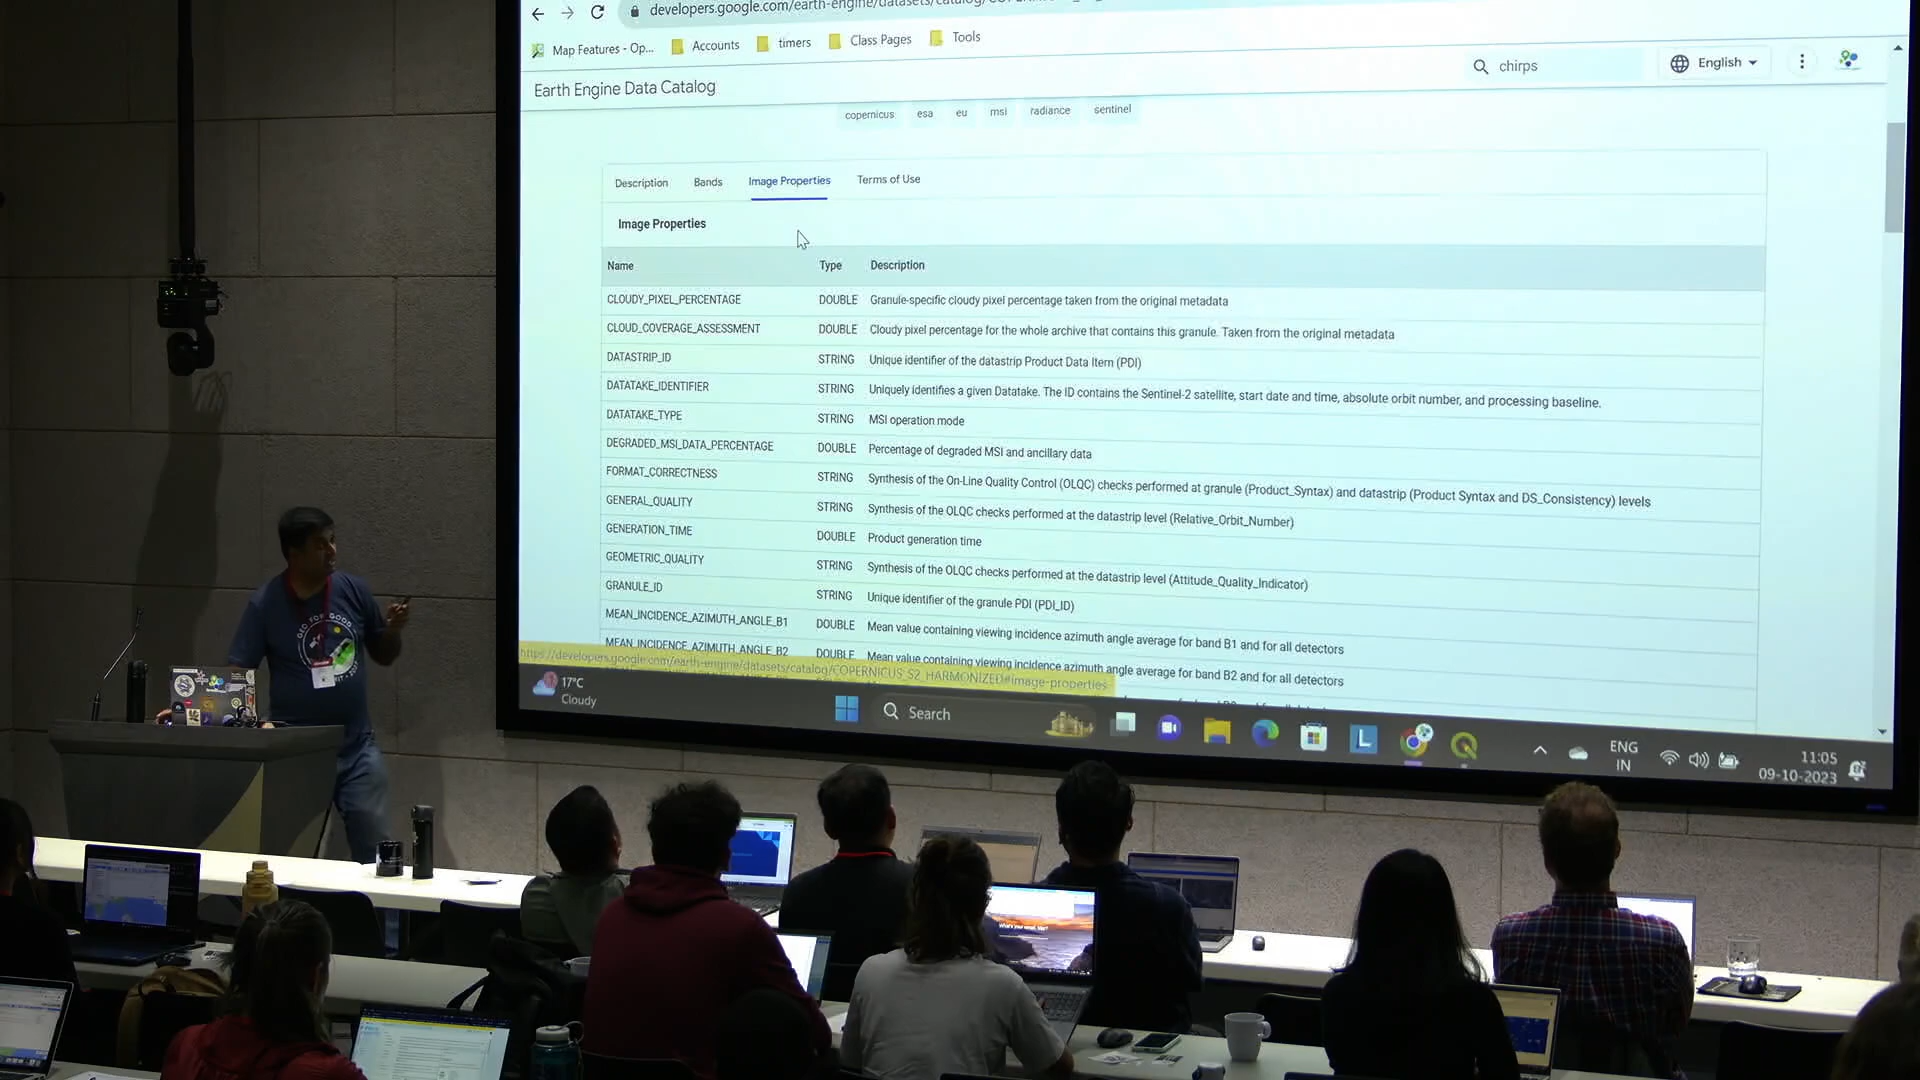 developers.google.com/earth-engine/datasets/catalog/
Map Features - Op... Accounts timers Class Pages Tools
Earth Engine Data Catalog
chirps
English
copernicus esa eu msi radiance sentinel
Description Bands Image Properties Terms of Use
Image Properties
Name Type Description
CLOUDY_PIXEL_PERCENTAGE DOUBLE Granule-specific cloudy pixel percentage taken from the original metadata
CLOUD_COVERAGE_ASSESSMENT DOUBLE Cloudy pixel percentage for the whole archive that contains this granule. Taken from the original metadata
DATASTRIP_ID STRING Unique identifier of the datastrip Product Data Item (PDI)
DATATAKE_IDENTIFIER STRING Uniquely identifies a given Datatake. The ID contains the Sentinel-2 satellite, start date and time, absolute orbit number, and processing baseline.
DATATAKE_TYPE STRING MSI operation mode
DEGRADED_MSI_DATA_PERCENTAGE DOUBLE Percentage of degraded MSI and ancillary data
FORMAT_CORRECTNESS STRING Synthesis of the On-Line Quality Control (OLQC) checks performed at granule (Product_Syntax) and datastrip (Product Syntax and DS_Consistency) levels
GENERAL_QUALITY STRING Synthesis of the OLQC checks performed at the datastrip level (Relative_Orbit_Number)
GENERATION_TIME DOUBLE Product generation time
GEOMETRIC_QUALITY STRING Synthesis of the OLQC checks performed at the datastrip level (Attitude_Quality_Indicator)
GRANULE_ID STRING Unique identifier of the granule PDI (PDI_ID)
MEAN_INCIDENCE_AZIMUTH_ANGLE_B1 DOUBLE Mean value containing viewing incidence azimuth angle average for band B1 and for all detectors
MEAN_INCIDENCE_AZIMUTH_ANGLE_B2 DOUBLE Mean value containing viewing incidence azimuth angle average for band B2 and for all detectors
https://developers.google.com/earth-engine/datasets/catalog/COPERNICUS_S2_HARMONIZED#image-properties
17°C
Cloudy
Search
ENG
IN
11:05
09-10-2023
GEO FOR GOOD